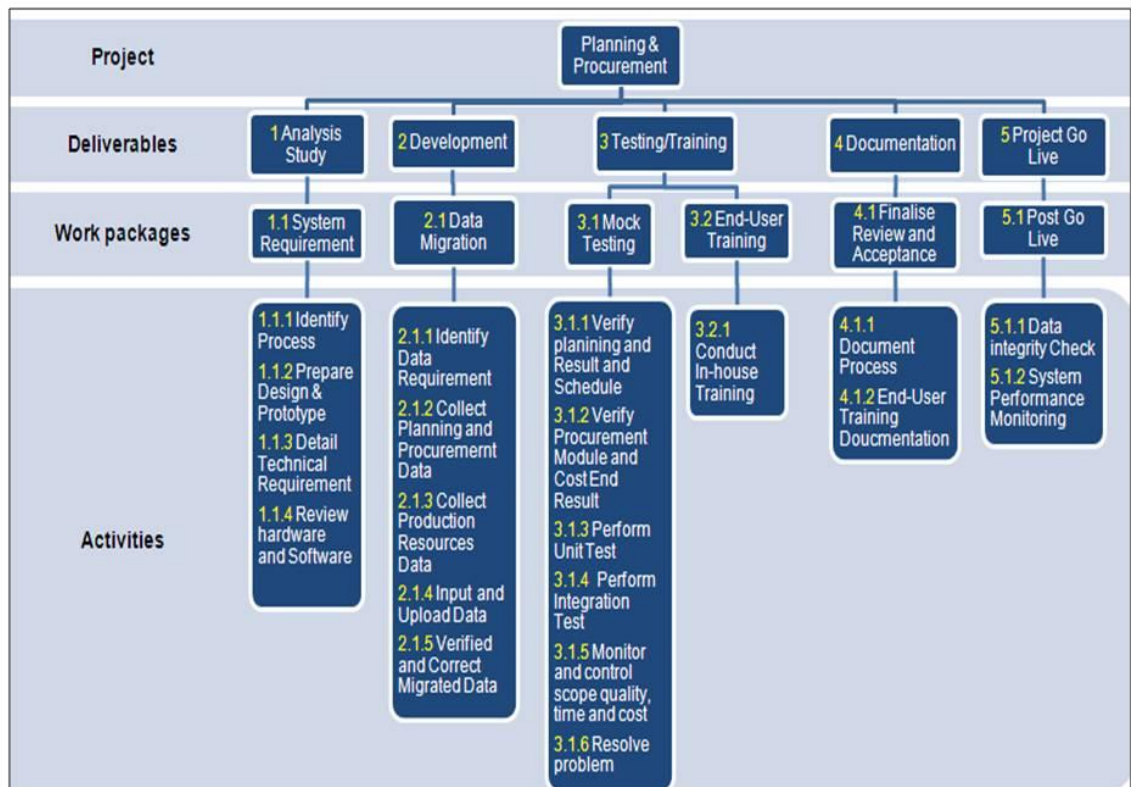 Project
Planning &
Procurement
Deliverables
1 Analysis
Study
2 Development
3 Testing/Training
4 Documentation
5 Project Go
Live
Work packages
1.1 System
Requirement
2.1 Data
Migration
3.1 Mock
Testing
3.2 End-User
Training
4.1 Finalise
Review and
Acceptance
5.1 Post Go
Live
Activities
1.1.1 Identify
Process
1.1.2 Prepare
Design &
Prototype
1.1.3 Detail
Technical
Requirement
1.1.4 Review
hardware
and Software
2.1.1 Identify
Data
Requirement
2.1.2 Collect
Planning and
Procurement
Data
2.1.3 Collect
Production
Resources
Data
2.1.4 Input and
Upload Data
2.1.5 Verified
and Correct
Migrated Data
3.1.1 Verify
planining and
Result and
Schedule
3.1.2 Verify
Procurement
Module and
Cost End
Result
3.1.3 Perform
Unit Test
3.1.4 Perform
Integration
Test
3.1.5 Monitor
and control
scope quality,
time and cost
3.1.6 Resolve
problem
3.2.1
Conduct
In-house
Training
4.1.1
Document
Process
4.1.2 End-User
Training
Doucmentation
5.1.1 Data
integrity Check
5.1.2 System
Performance
Monitoring